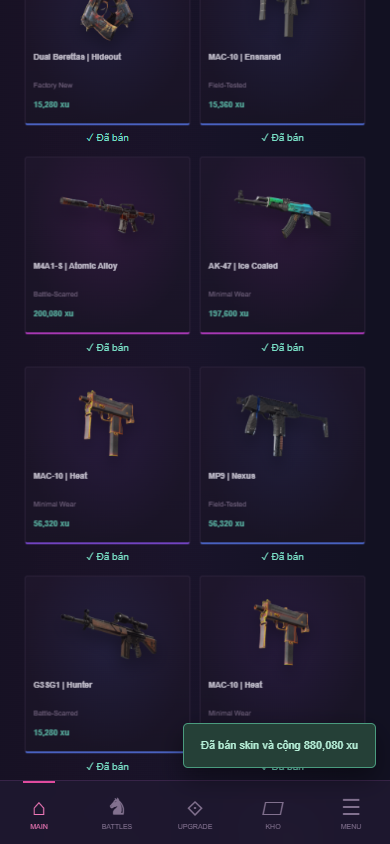 Dual Berettas | Hideout
Factory New
15,280 xu
✓ Đã bán
MAC-10 | Ensnared
Field-Tested
15,360 xu
✓ Đã bán
M4A1-S | Atomic Alloy
Battle-Scarred
200,080 xu
✓ Đã bán
AK-47 | Ice Coaled
Minimal Wear
157,600 xu
✓ Đã bán
MAC-10 | Heat
Minimal Wear
56,320 xu
✓ Đã bán
MP9 | Nexus
Field-Tested
56,320 xu
✓ Đã bán
G3SG1 | Hunter
Battle-Scarred
15,280 xu
✓ Đã bán
MAC-10 | Heat
Minimal Wear
Đã bán skin và cộng 880,080 xu
✓ Đã bán
MAIN
BATTLES
UPGRADE
KHO
MENU